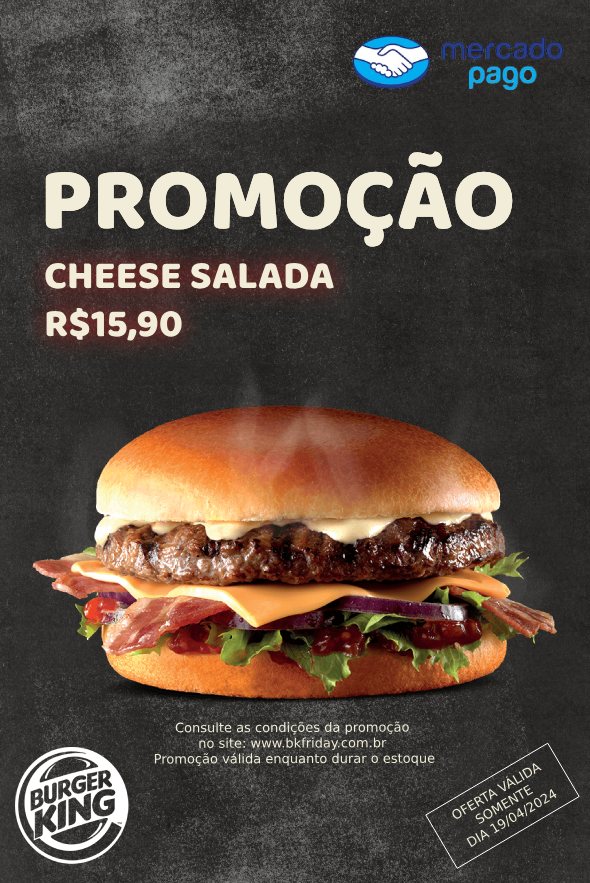 mercado
pago
PROMOÇÃO
CHEESE SALADA
R$15,90
Consulte as condições da promoção
no site: www.bkfriday.com.br
Promoção válida enquanto durar o estoque
BURGER
KING
OFERTA VÁLIDA
SOMENTE
DIA 19/04/2024